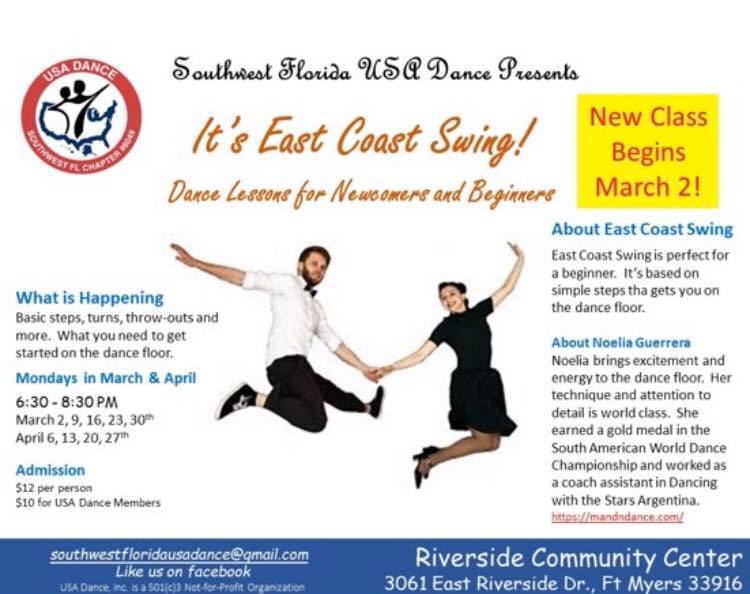 USA DANCE
SOUTHWEST FL CHAPTER #6049
Southwest Florida USA Dance Presents
It's East Coast Swing!
Dance Lessons for Newcomers and Beginners
New Class
Begins
March 2!
What is Happening
Basic steps, turns, throw-outs and
more. What you need to get
started on the dance floor.
Mondays in March & April
6:30 - 8:30 PM
March 2, 9, 16, 23, 30th
April 6, 13, 20, 27th
Admission
$12 per person
$10 for USA Dance Members
About East Coast Swing
East Coast Swing is perfect for
a beginner. It's based on
simple steps tha gets you on
the dance floor.
About Noelia Guerrera
Noelia brings excitement and
energy to the dance floor. Her
technique and attention to
detail is world class. She
earned a gold medal in the
South American World Dance
Championship and worked as
a coach assistant in Dancing
with the Stars Argentina.
https://mandndance.com/
southwestfloridausadance@gmail.com
Like us on facebook
USA Dance, Inc. is a 501(c)3 Not-for-Profit Organization
Riverside Community Center
3061 East Riverside Dr., Ft Myers 33916